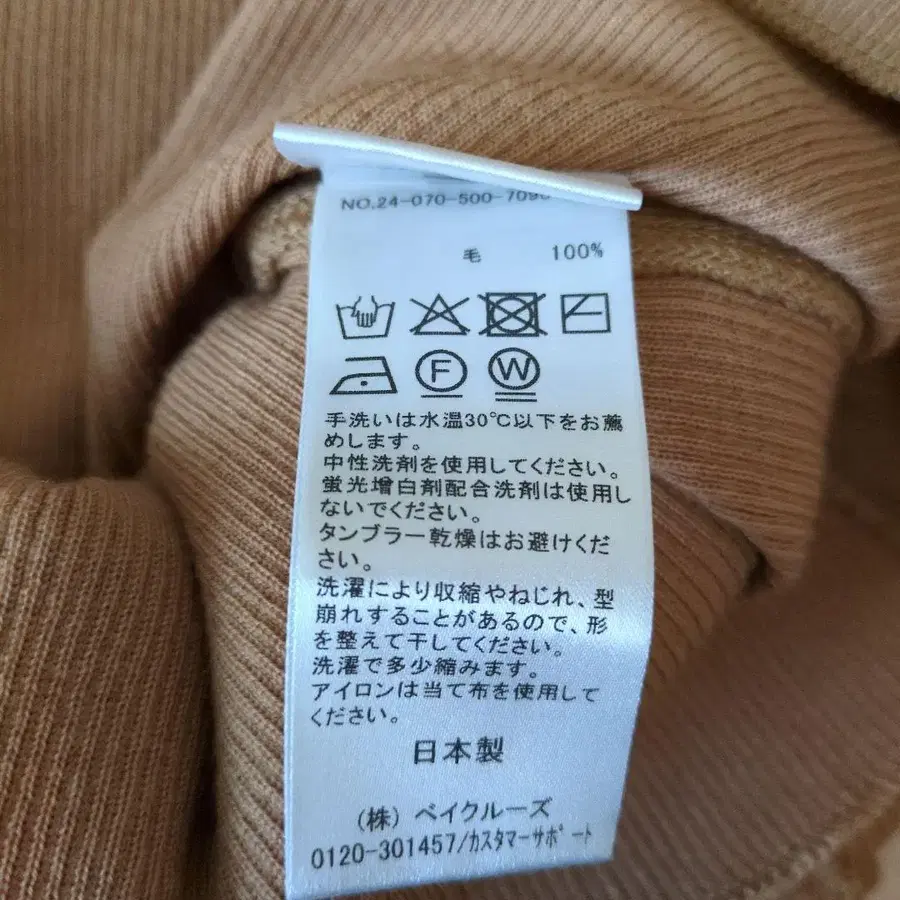 NO.24-070-500-709
毛 100%
F W
手洗いは水温30℃以下をお薦
めします。
中性洗剤を使用してください。
蛍光増白剤配合洗剤は使用し
ないでください。
タンブラー乾燥はお避けくだ
さい。
洗濯により収縮やねじれ、型
崩れすることがあるので、形
を整えて干してください。
洗濯で多少縮みます。
アイロンは当て布を使用して
ください。
日本製
(株) ベイクルーズ
0120-301457/カスタマーサポート